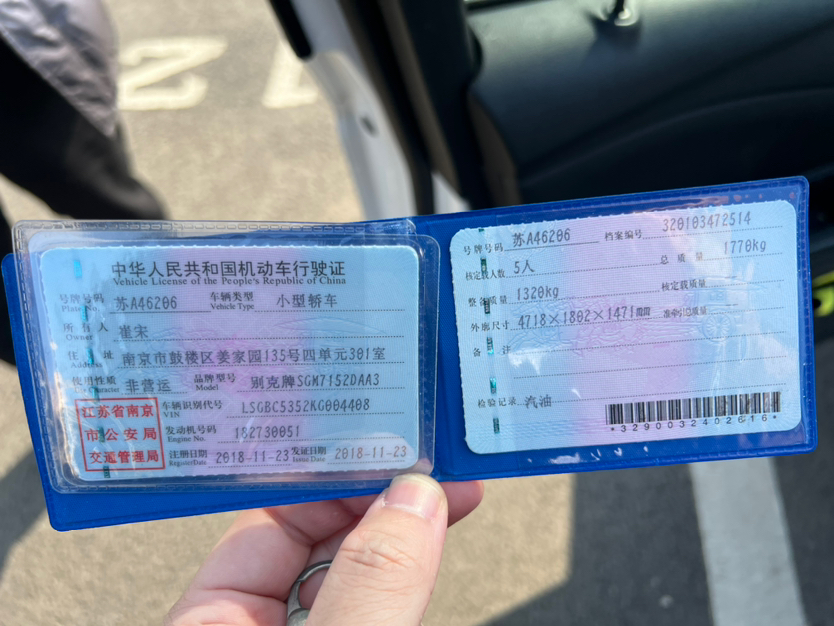 中华人民共和国机动车行驶证
Vehicle License of the People's Republic of China
号牌号码 苏A46206 车辆类型 小型轿车
Plate No. Vehicle Type
所有人 崔宋
Owner
住址 南京市鼓楼区姜家园135号四单元301室
Address
使用性质 非营运 品牌型号 别克牌SGM7152DAA3
Use Character Model
江苏省南京
市公安局
交通管理局
车辆识别代号 LSGBC5352KG004408
VIN
发动机号码 182730051
Engine No.
注册日期 2018-11-23 发证日期 2018-11-23
Register Date Issue Date
号牌号码 苏A46206 档案编号 320103472514
核定载人数 5人 总质量 1770kg
整备质量 1320kg 核定载质量
外廓尺寸 4718×1802×1471mm 准牵引总质量
备注
检验记录 汽油
*3290032402616*